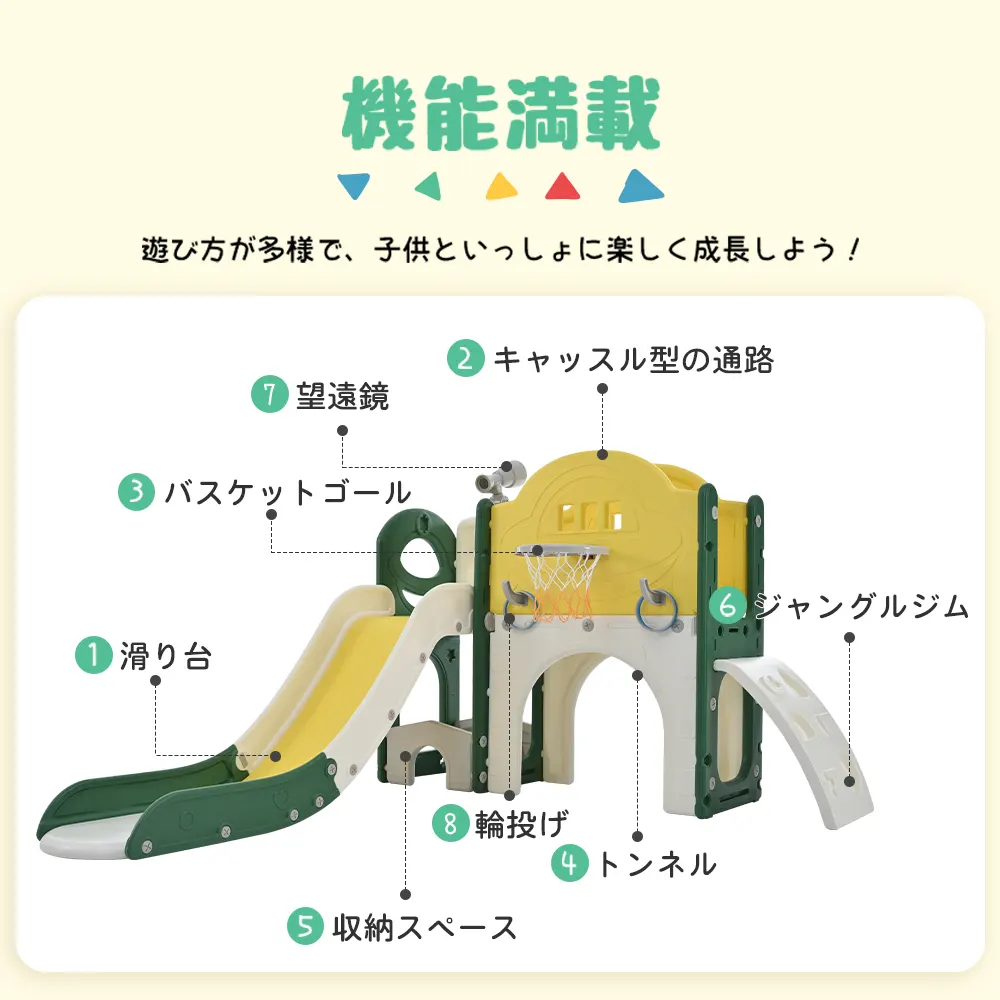 機能満載
遊び方が多様で、子供といっしょに楽しく成長しよう！
2 キャッスル型の通路
7 望遠鏡
3 バスケットゴール
6 ジャングルジム
1 滑り台
8 輪投げ
4 トンネル
5 収納スペース